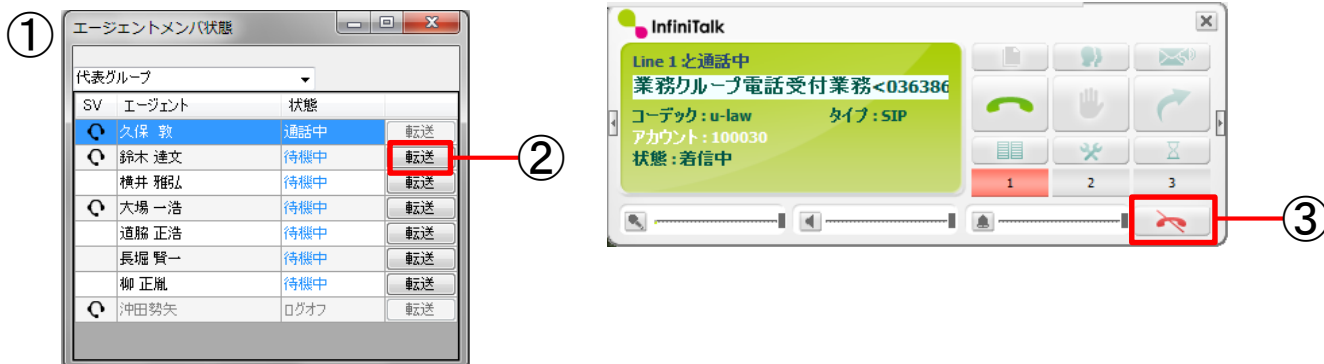 ①
エージェントメンバ状態
代表グループ
SV エージェント 状態
久保 敦 通話中 転送
鈴木 達文 待機中 転送
②
横井 雅弘 待機中 転送
大場 一浩 待機中 転送
道脇 正浩 待機中 転送
長堀 賢一 待機中 転送
柳 正胤 待機中 転送
沖田勢矢 ログオフ 転送
InfiniTalk
Line 1 と通話中
業務グループ電話受付業務<036386
コーデック : u-law タイプ : SIP
アカウント : 100030
状態 : 着信中
1 2 3
③